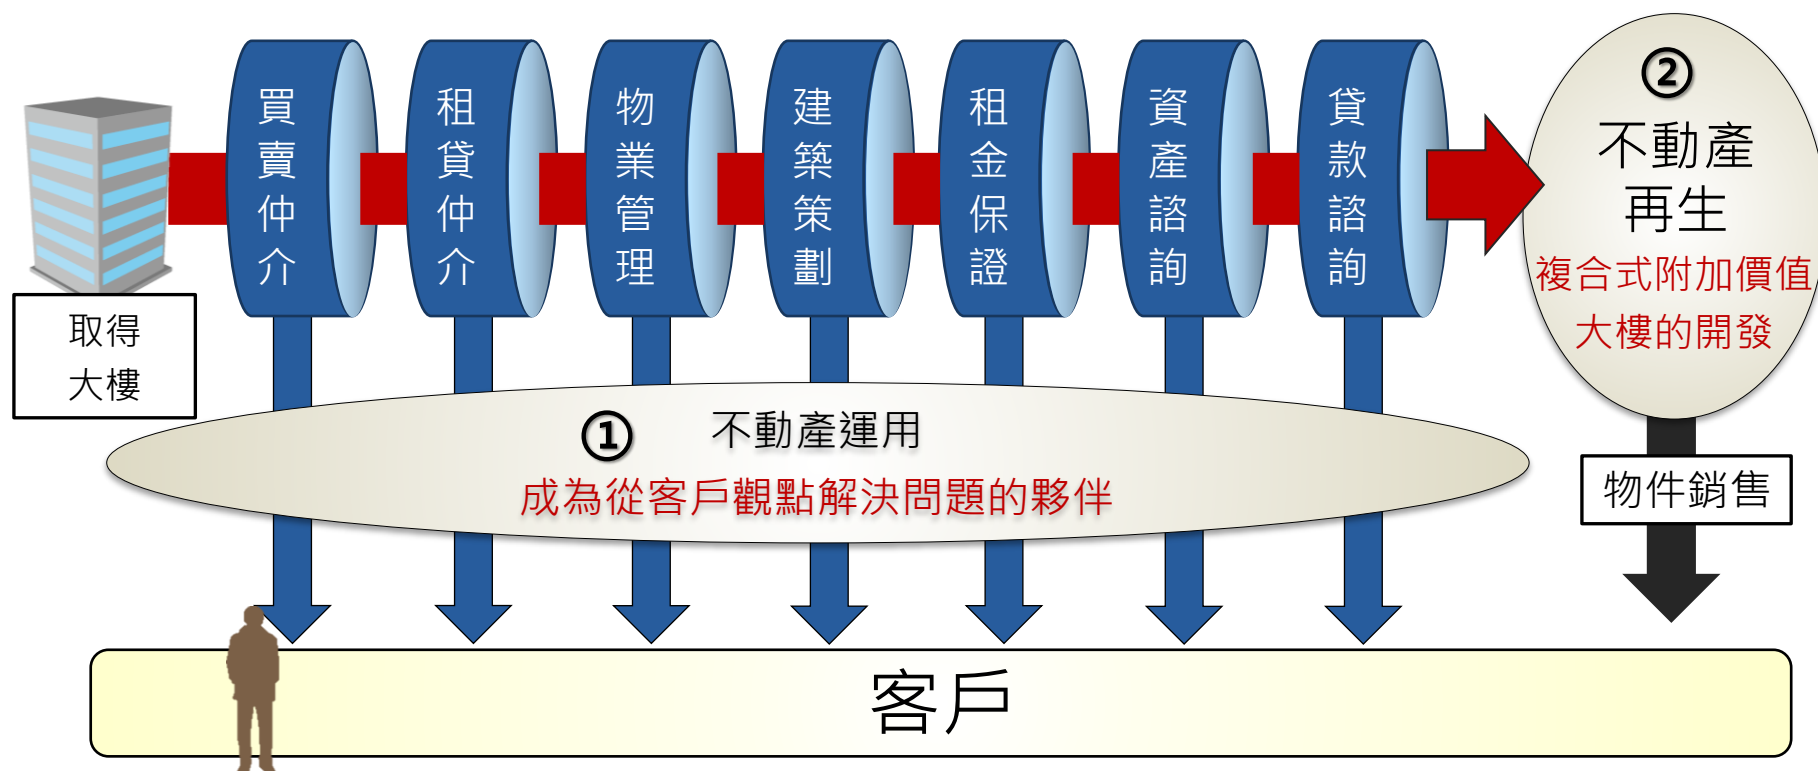 取得
大樓
買賣仲介
租貸仲介
物業管理
建築策劃
租金保證
資產諮詢
貸款諮詢
②
不動產
再生
複合式附加價值
大樓的開發
① 不動產運用
成為從客戶觀點解決問題的夥伴
物件銷售
客戶